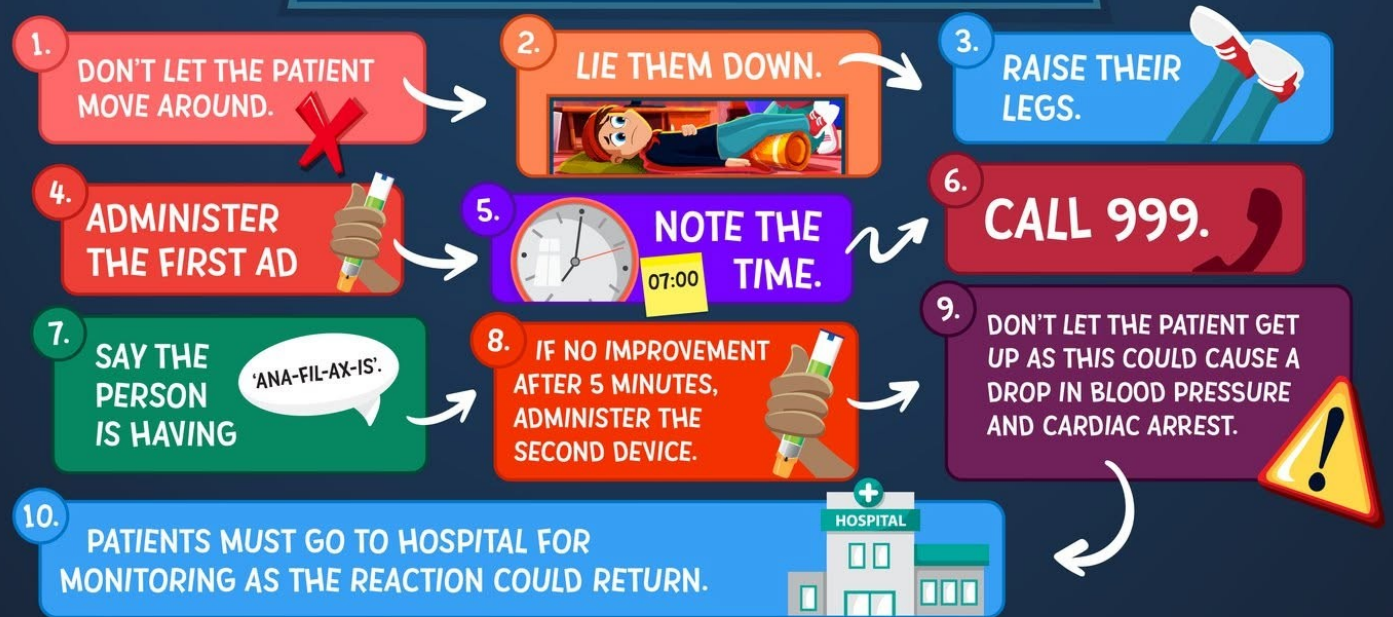 1.
DON'T LET THE PATIENT
MOVE AROUND.
2.
LIE THEM DOWN.
3.
RAISE THEIR
LEGS.
4.
ADMINISTER
THE FIRST AD
5.
NOTE THE
TIME.
07:00
6.
CALL 999.
7.
SAY THE
PERSON
IS HAVING
'ANA-FIL-AX-IS'.
8.
IF NO IMPROVEMENT
AFTER 5 MINUTES,
ADMINISTER THE
SECOND DEVICE.
9.
DON'T LET THE PATIENT GET
UP AS THIS COULD CAUSE A
DROP IN BLOOD PRESSURE
AND CARDIAC ARREST.
10.
PATIENTS MUST GO TO HOSPITAL FOR
MONITORING AS THE REACTION COULD RETURN.
HOSPITAL